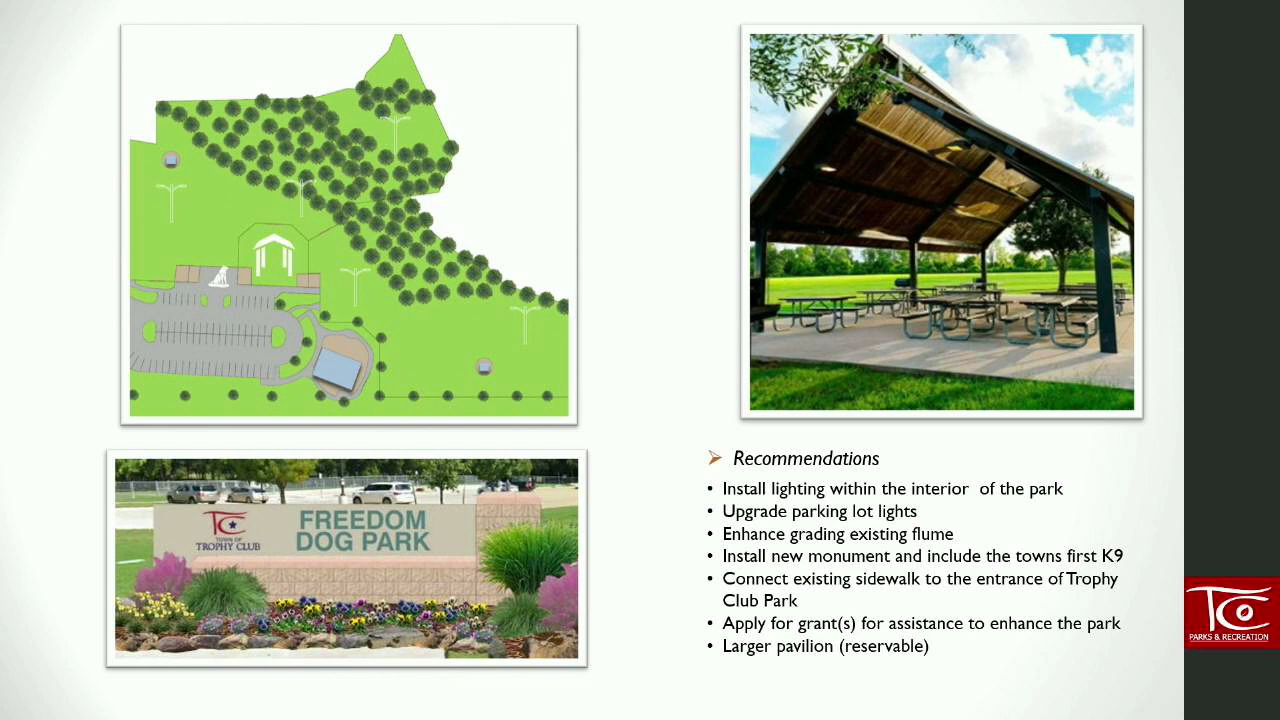 TOWN OF
TROPHY CLUB
FREEDOM
DOG PARK
Recommendations
• Install lighting within the interior of the park
• Upgrade parking lot lights
• Enhance grading existing flume
• Install new monument and include the towns first K9
• Connect existing sidewalk to the entrance of Trophy
Club Park
• Apply for grant(s) for assistance to enhance the park
• Larger pavilion (reservable)
TC
PARKS & RECREATION